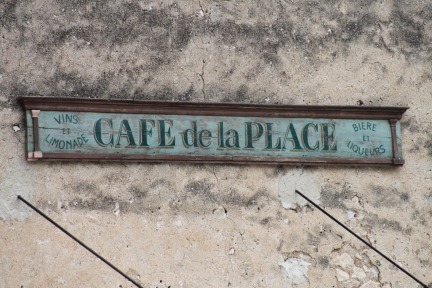 VINS
ET
LIMONADE
CAFE de la PLACE
BIERE
ET
LIQUEURS